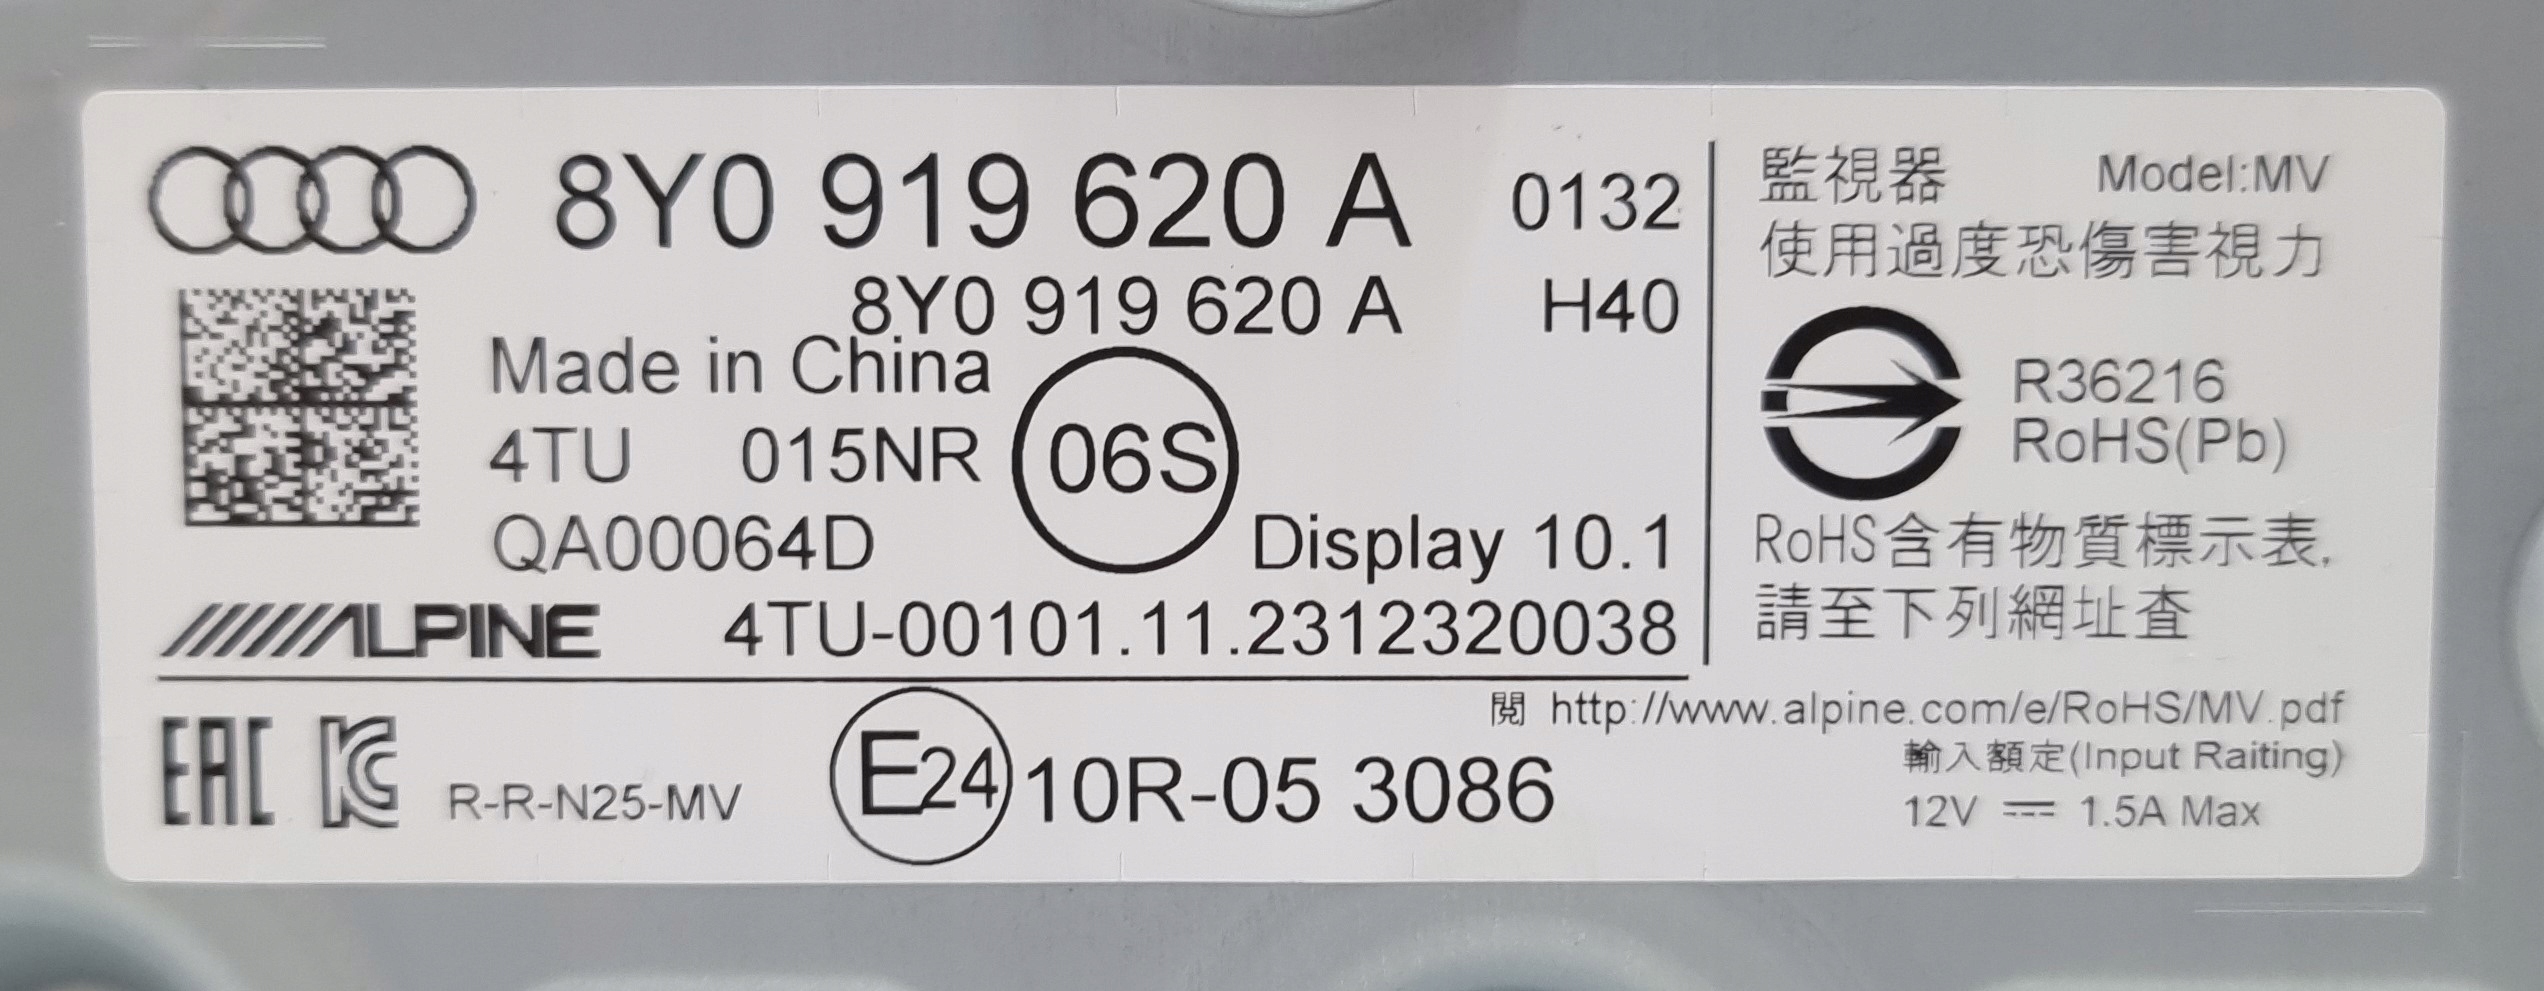 8Y0 919 620 A 0132
8Y0 919 620 A H40
Made in China
4TU 015NR 06S
QA00064D Display 10.1
ALPINE 4TU-00101.11.2312320038
監視器 Model:MV
使用過度恐傷害視力
R36216
RoHS(Pb)
RoHS含有物質標示表,
請至下列網址查
閱 http://www.alpine.com/e/RoHS/MV.pdf
輸入額定(Input Raiting)
12V ⎓ 1.5A Max
EAC KC R-R-N25-MV E24 10R-05 3086